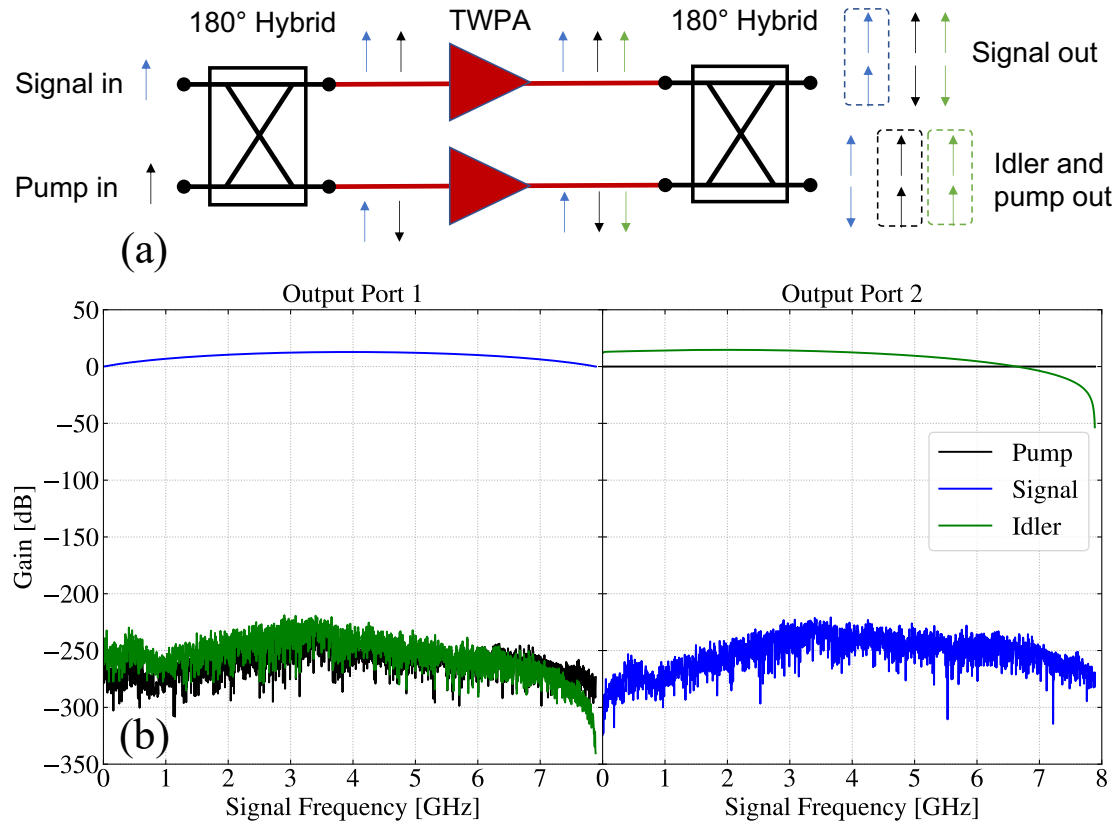 180° Hybrid TWPA 180° Hybrid
Signal in
Signal out
Pump in
Idler and
pump out
(a)
Output Port 1
Output Port 2
50
0
−50
−100
−150
−200
−250
−300
−350
Gain [dB]
Pump
Signal
Idler
(b)
0 1 2 3 4 5 6 7
0 1 2 3 4 5 6 7 8
Signal Frequency [GHz]
Signal Frequency [GHz]